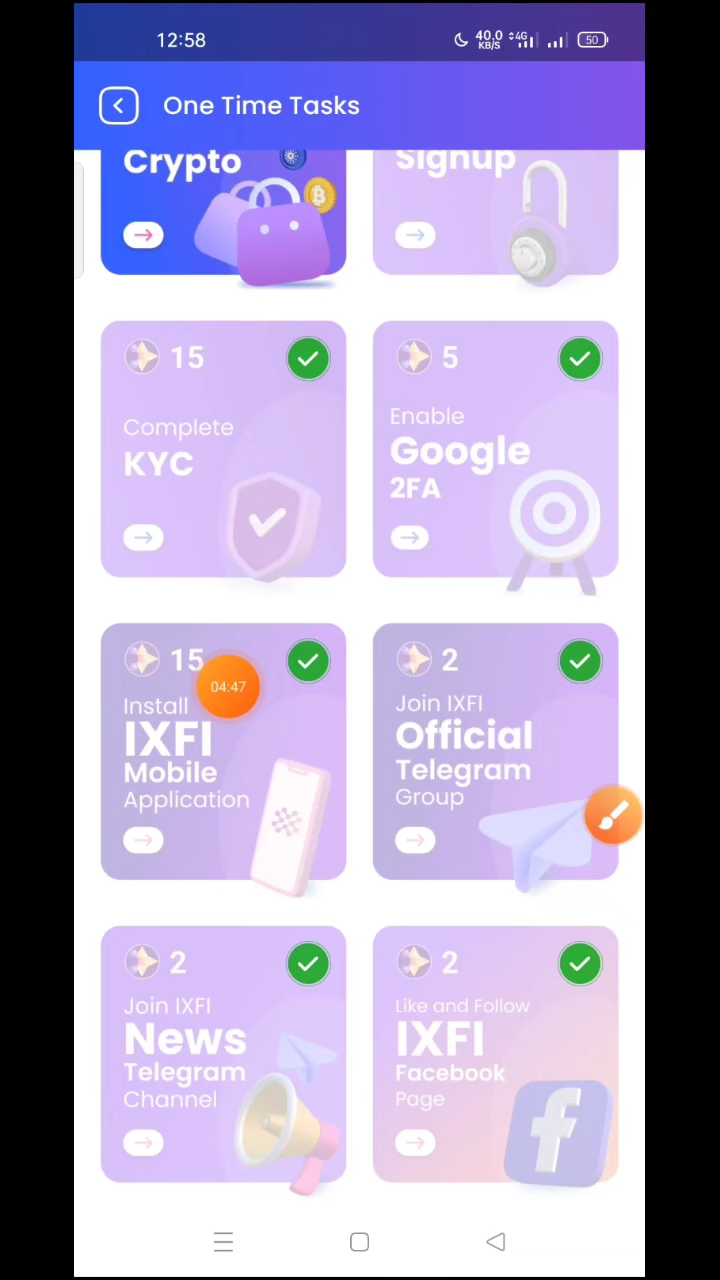 12:58
40.0
KB/S
4G
50
One Time Tasks
Crypto
Signup
15
Complete
KYC
5
Enable
Google
2FA
15
04:47
Install
IXFI
Mobile
Application
2
Join IXFI
Official
Telegram
Group
2
Join IXFI
News
Telegram
Channel
2
Like and Follow
IXFI
Facebook
Page